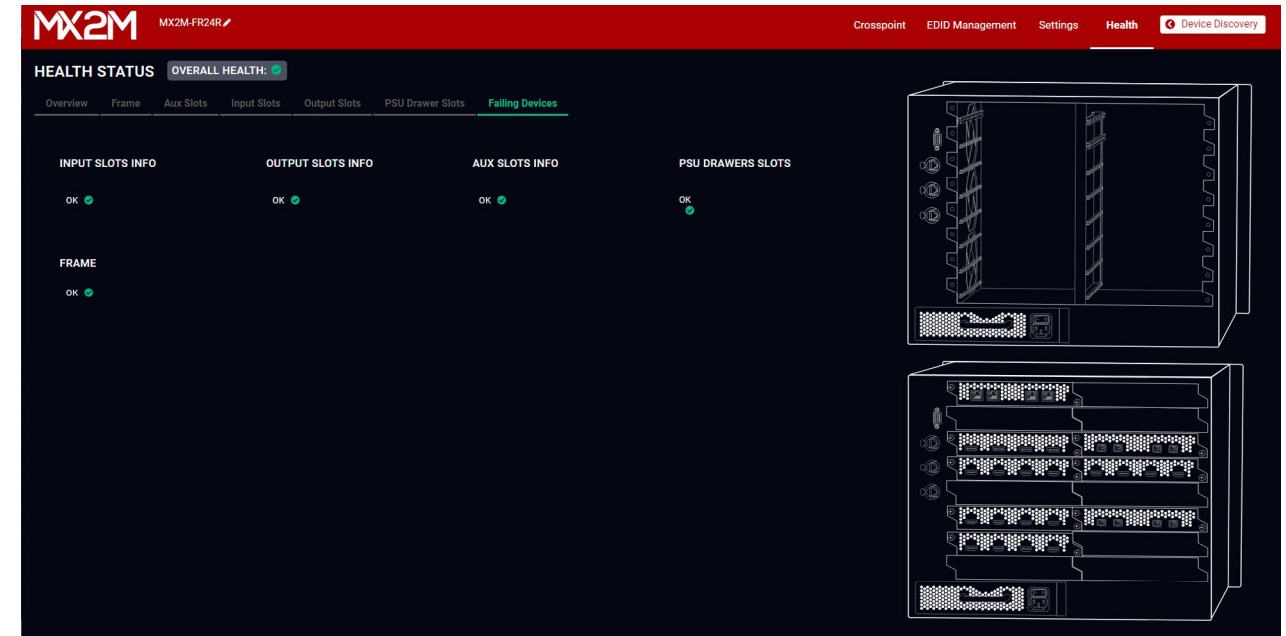 MX2M MX2M-FR24R Crosspoint EDID Management Settings Health Device Discovery
HEALTH STATUS OVERALL HEALTH:
Overview Frame Aux Slots Input Slots Output Slots PSU Drawer Slots Failing Devices
INPUT SLOTS INFO OUTPUT SLOTS INFO AUX SLOTS INFO PSU DRAWERS SLOTS
OK OK OK OK
FRAME
OK